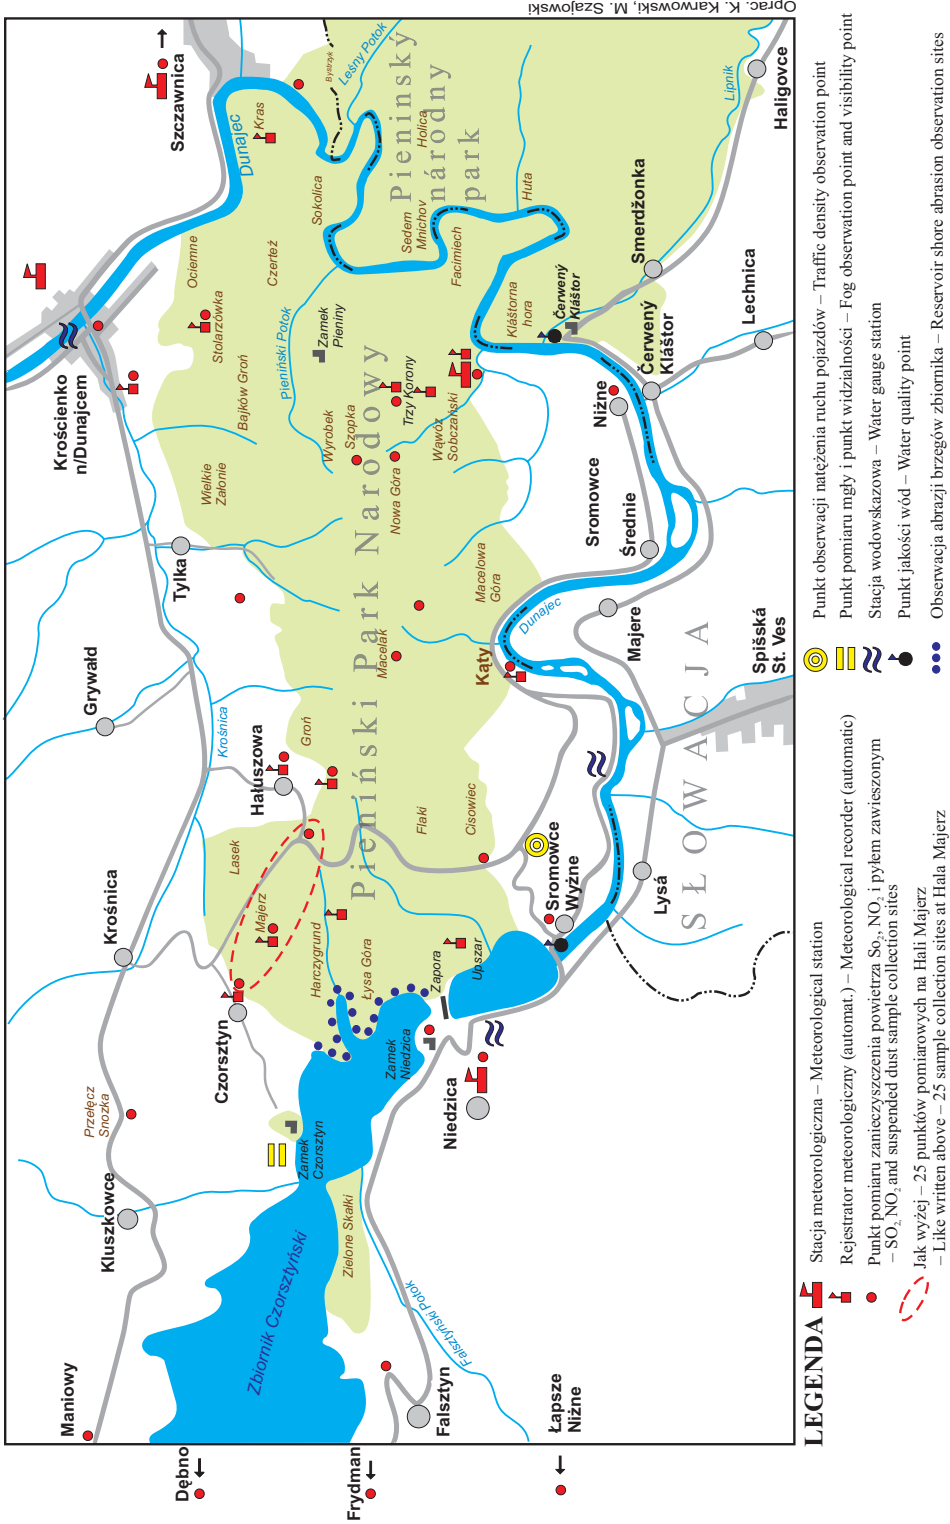 Oprac. K. Karwowski, M. Szajowski
Szczawnica
Dunajec
Kras
Bystrzyk
Leśny Potok
Pieninský
národny
park
Holica
Lipnik
Haligovce
Krościenko
n/Dunajcem
Ociemne
Czerteż
Sokolica
Stolarzówka
Bajków Groń
Pieniński Potok
Zamek
Pieniny
Sedem
Mnichov
Facimiech
Huta
Kláštorna
hora
Červený
Kláštor
Smerdžonka
Lechnica
Červený
Kláštor
Wielkie
Załonie
Wyrobek
Szopka
Trzy Korony
Nowa Góra
Wąwóz
Sobczański
Niżne
Sromowce
Średnie
Tylka
Pieniński Park Narodowy
Macelak
Macelowa
Góra
Kąty
Dunajec
Majere
Spišská
St. Ves
SŁOWACJA
Grywałd
Krośnica
Hałuszowa
Groń
Flaki
Cisowiec
Sromowce
Wyżne
Lysá
Krośnica
Lasek
Majerz
Harczygrund
Łysa Góra
Upszar
Zapora
Czorsztyn
Zamek
Niedzica
Niedzica
Przełęcz
Snozka
Kluszkowce
Zamek
Czorsztyn
Zielone Skałki
Zbiornik Czorsztyński
Falsztyński Potok
Maniowy
Falsztyn
Łapsze
Niżne
Dębno
Frydman
LEGENDA
Stacja meteorologiczna – Meteorological station
Rejestrator meteorologiczny (automat.) – Meteorological recorder (automatic)
Punkt pomiaru zanieczyszczenia powietrza So₂, NO₂ i pyłem zawieszonym
– SO₂, NO₂ and suspended dust sample collection sites
Jak wyżej – 25 punktów pomiarowych na Hali Majerz
– Like written above – 25 sample collection sites at Hala Majerz
Punkt obserwacji natężenia ruchu pojazdów – Traffic density observation point
Punkt pomiaru mgły i punkt widzialności – Fog observation point and visibility point
Stacja wodowskazowa – Water gauge station
Punkt jakości wód – Water quality point
Obserwacja abrazji brzegów zbiornika – Reservoir shore abrasion observation sites